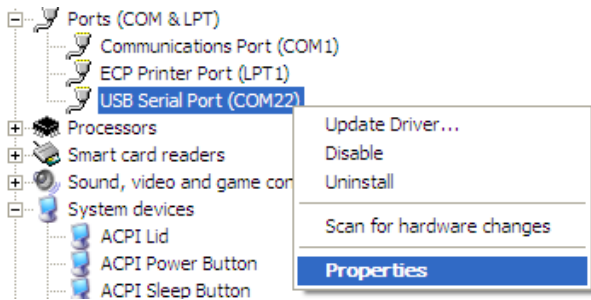 Ports (COM & LPT)
Communications Port (COM1)
ECP Printer Port (LPT1)
USB Serial Port (COM22)
Processors
Smart card readers
Sound, video and game con
System devices
ACPI Lid
ACPI Power Button
ACPI Sleep Button
Update Driver...
Disable
Uninstall
Scan for hardware changes
Properties